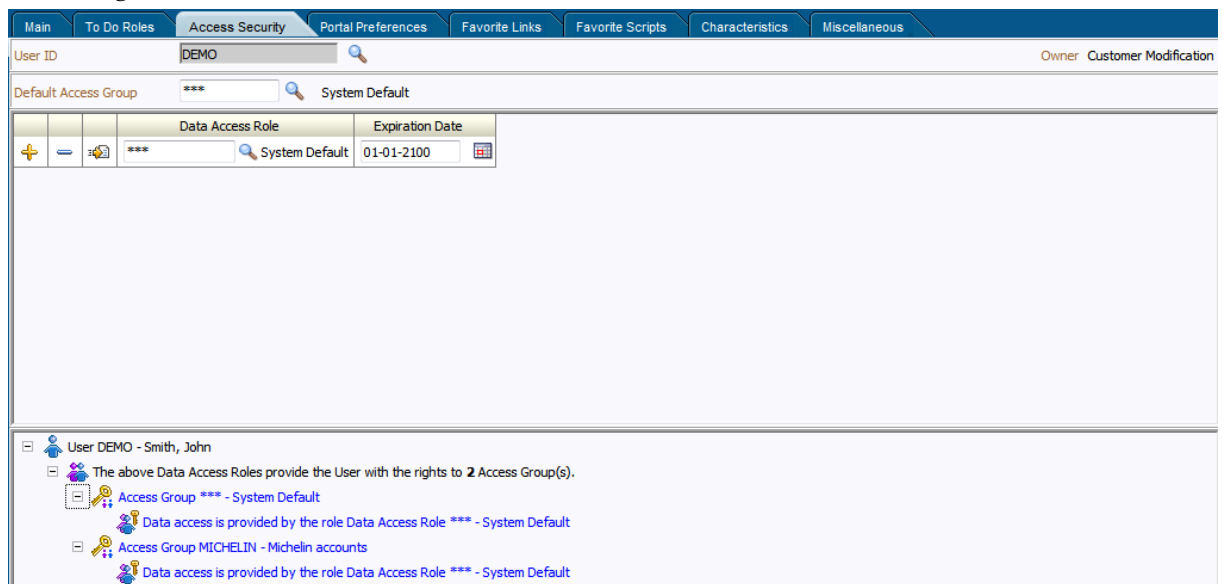 Main To Do Roles Access Security Portal Preferences Favorite Links Favorite Scripts Characteristics Miscellaneous
User ID DEMO Owner Customer Modification
Default Access Group *** System Default
Data Access Role Expiration Date
*** System Default 01-01-2100
User DEMO - Smith, John
The above Data Access Roles provide the User with the rights to 2 Access Group(s).
Access Group *** - System Default
Data access is provided by the role Data Access Role *** - System Default
Access Group MICHELIN - Michelin accounts
Data access is provided by the role Data Access Role *** - System Default